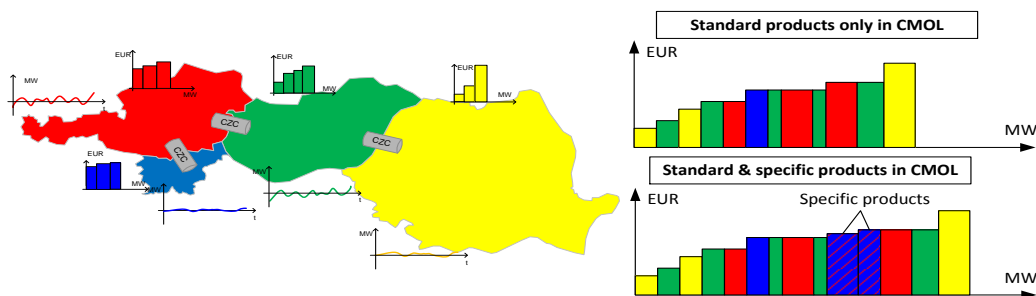 MW
t
EUR
MW
EUR
MW
EUR
MW
CZC
CZC
CZC
EUR
MW
MW
t
MW
t
MW
t
Standard products only in CMOL
EUR
MW
Standard & specific products in CMOL
EUR
Specific products
MW